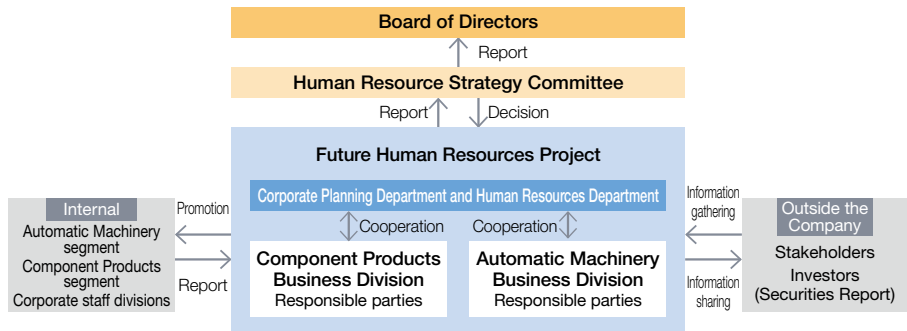 Board of Directors
Report
Human Resource Strategy Committee
Report
Decision
Future Human Resources Project
Corporate Planning Department and Human Resources Department
Cooperation
Cooperation
Component Products
Business Division
Responsible parties
Automatic Machinery
Business Division
Responsible parties
Internal
Automatic Machinery
segment
Component Products
segment
Corporate staff divisions
Promotion
Report
Information
gathering
Information
sharing
Outside the
Company
Stakeholders
Investors
(Securities Report)